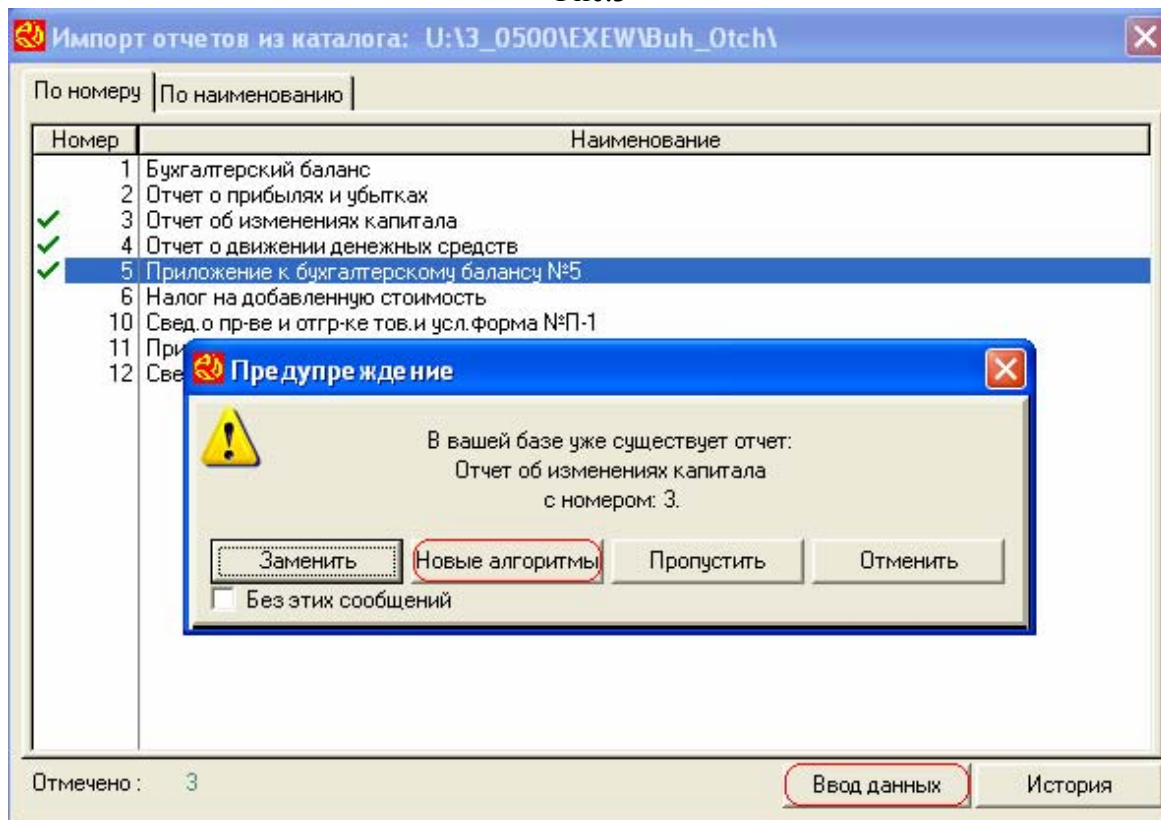 Импорт отчетов из каталога: U:\3_0500\EXEW\Buh_Otch\
По номеру По наименованию
Номер Наименование
1 Бухгалтерский баланс
2 Отчет о прибылях и убытках
3 Отчет об изменениях капитала
4 Отчет о движении денежных средств
5 Приложение к бухгалтерскому балансу №5
6 Налог на добавленную стоимость
10 Свед.о пр-ве и отгр-ке тов.и усл.форма №П-1
11 При
12 Све
Предупреждение
В вашей базе уже существует отчет:
Отчет об изменениях капитала
с номером: 3.
Заменить Новые алгоритмы Пропустить Отменить
Без этих сообщений
Отмечено : 3 Ввод данных История